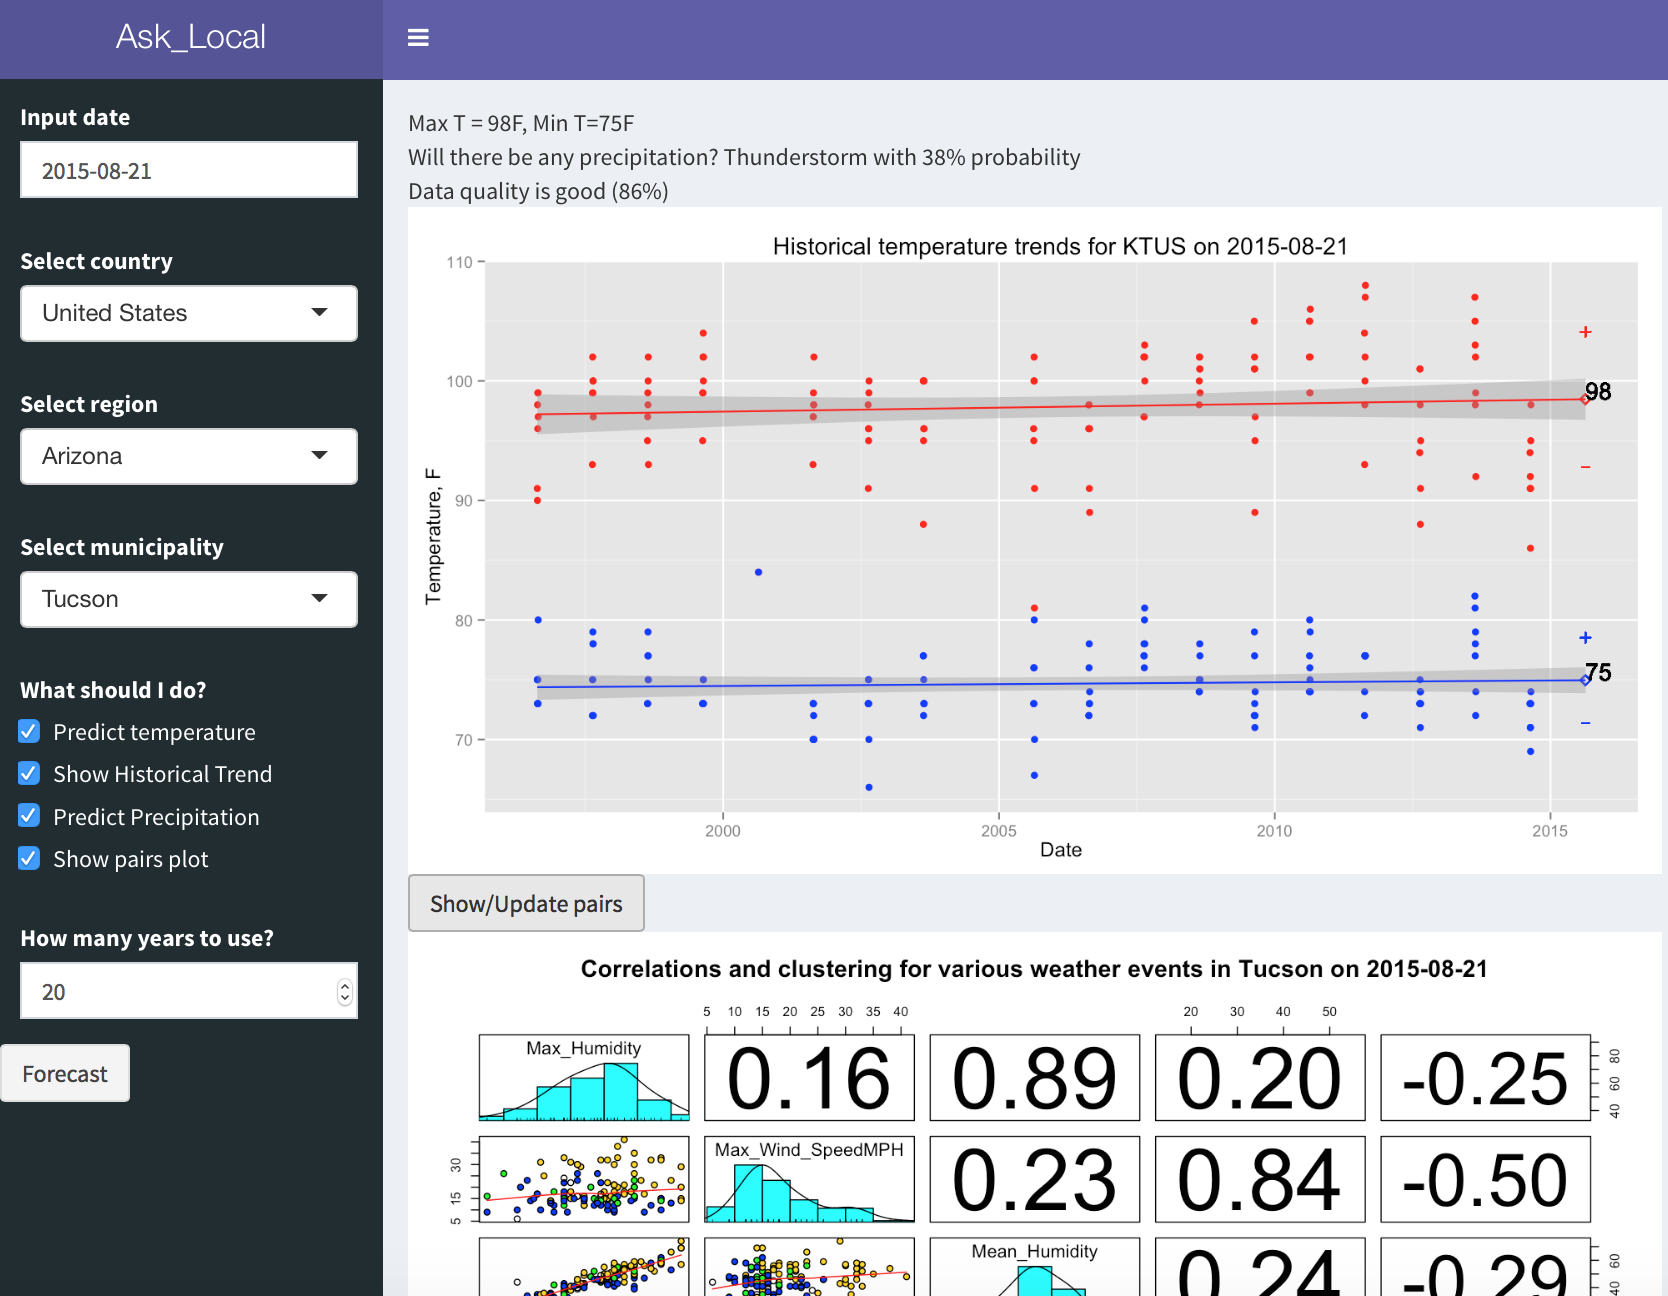 Ask_Local
Input date
2015-08-21
Select country
United States
Select region
Arizona
Select municipality
Tucson
What should I do?
Predict temperature
Show Historical Trend
Predict Precipitation
Show pairs plot
How many years to use?
20
Forecast
Max T = 98F, Min T=75F
Will there be any precipitation? Thunderstorm with 38% probability
Data quality is good (86%)
Historical temperature trends for KTUS on 2015-08-21
Temperature, F
110
100
90
80
70
+
98
−
+
75
−
2000 2005 2010 2015
Date
Show/Update pairs
Correlations and clustering for various weather events in Tucson on 2015-08-21
5 10 15 20 25 30 35 40 20 30 40 50
Max_Humidity 0.16 0.89 0.20 -0.25
40 60 80
5 15 30
Max_Wind_SpeedMPH 0.23 0.84 -0.50
Mean_Humidity 0.24 -0.29
40 60